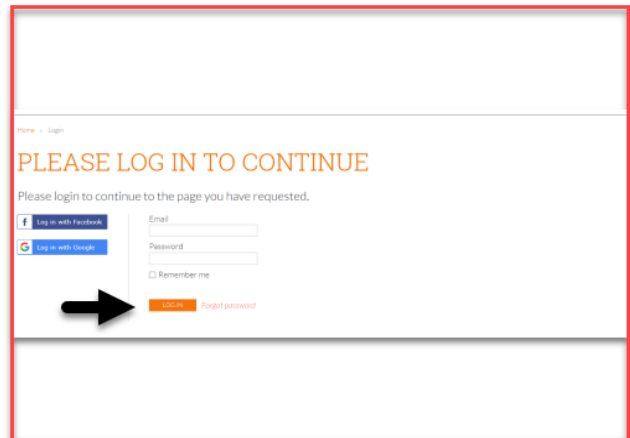 Home › Login
PLEASE LOG IN TO CONTINUE
Please login to continue to the page you have requested.
f Log in with Facebook
G Log in with Google
Email
Password
Remember me
LOG IN Forgot password